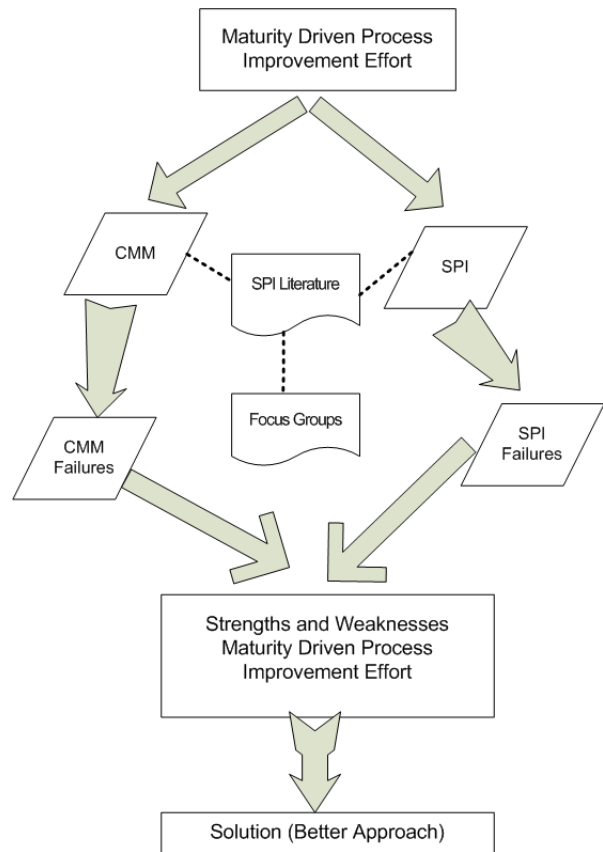 Maturity Driven Process
Improvement Effort
CMM
SPI Literature
SPI
Focus Groups
CMM
Failures
SPI
Failures
Strengths and Weaknesses
Maturity Driven Process
Improvement Effort
Solution (Better Approach)